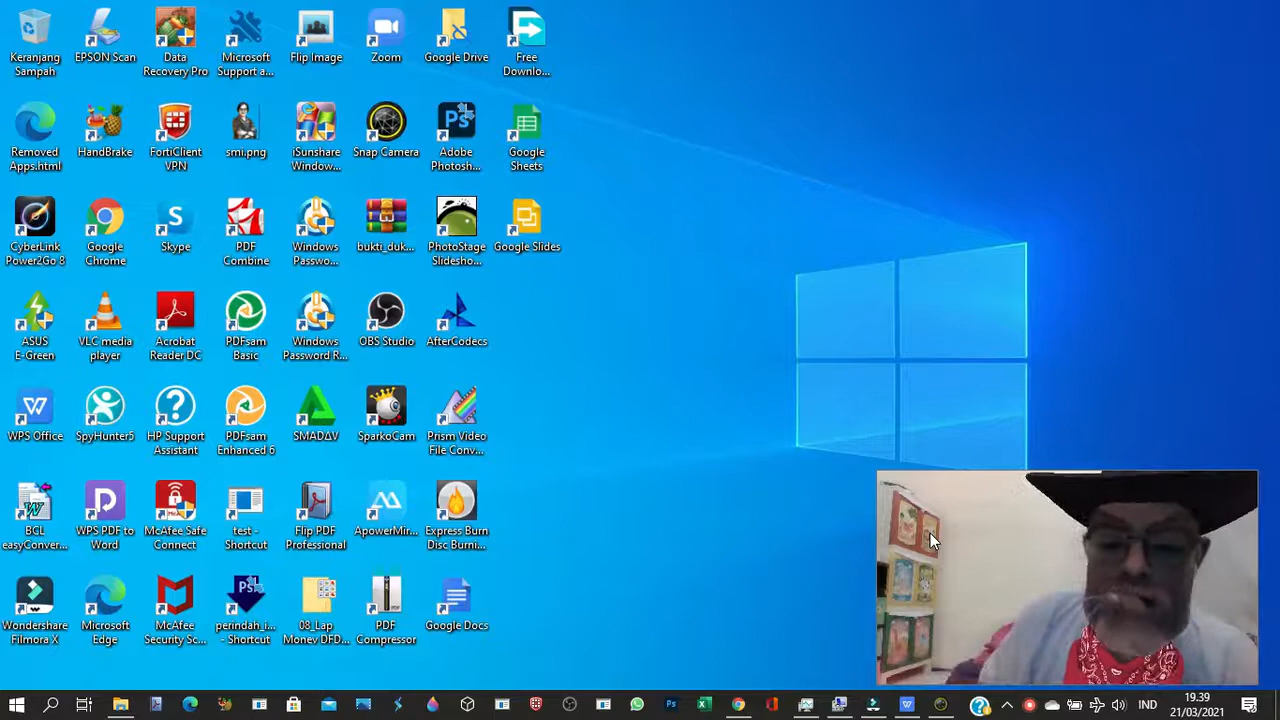 Keranjang
Sampah
EPSON Scan
Data
Recovery Pro
Microsoft
Support a...
Flip Image
Zoom
Google Drive
Free
Downlo...
Removed
Apps.html
HandBrake
FortiClient
VPN
smi.png
iSunshare
Window...
Snap Camera
Adobe
Photosh...
Google
Sheets
CyberLink
Power2Go 8
Google
Chrome
Skype
PDF
Combine
Windows
Passwo...
bukti_duk...
PhotoStage
Slidesho...
Google Slides
ASUS
E-Green
VLC media
player
Acrobat
Reader DC
PDFsam
Basic
Windows
Password R...
OBS Studio
AfterCodecs
WPS Office
SpyHunter5
HP Support
Assistant
PDFsam
Enhanced 6
SMADΔV
SparkoCam
Prism Video
File Conv...
BCL
easyConver...
WPS PDF to
Word
McAfee Safe
Connect
test -
Shortcut
Flip PDF
Professional
ApowerMir...
Express Burn
Disc Burni...
Wondershare
Filmora X
Microsoft
Edge
McAfee
Security Sc...
perindah_i...
- Shortcut
08_Lap
Monev DFD...
PDF
Compressor
Google Docs
IND
19.39
21/03/2021